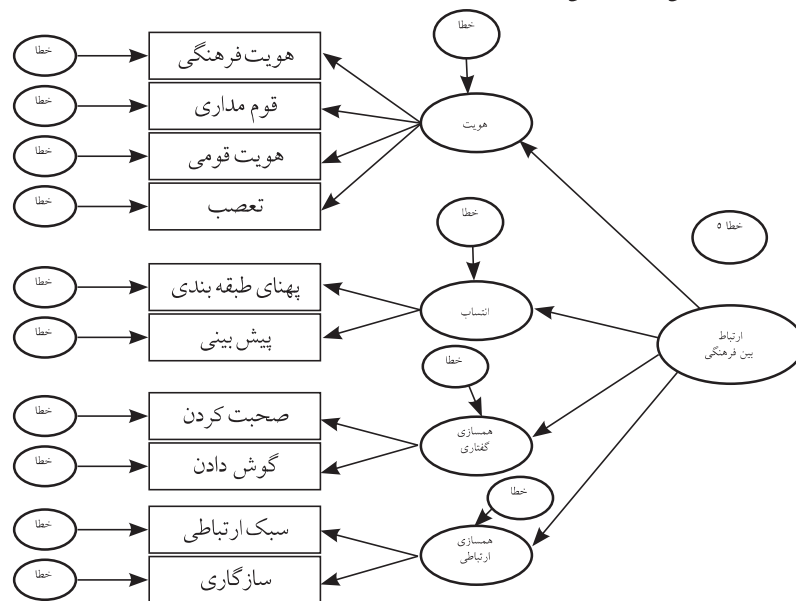 خطا
هویت فرهنگی
خطا
خطا
قوم مداری
هویت
خطا
هویت قومی
خطا
تعصب
خطا
خطا
خطا ٥
پهنای طبقه بندی
خطا
انتساب
پیش بینی
خطا
ارتباط
بین فرهنگی
خطا
صحبت کردن
خطا
همسازی
گفتاری
گوش دادن
خطا
خطا
سبک ارتباطی
خطا
همسازی
ارتباطی
سازگاری
خطا